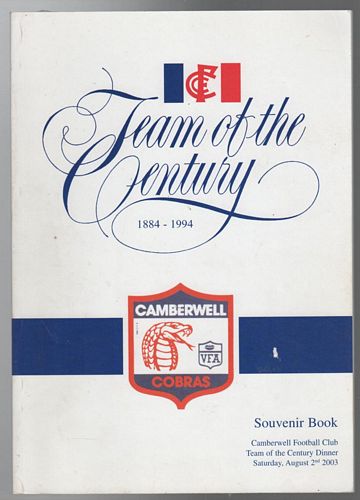 CFC
Team of the
Century
1884 - 1994
CAMBERWELL
VFA
COBRAS
Souvenir Book
Camberwell Football Club
Team of the Century Dinner
Saturday, August 2nd 2003